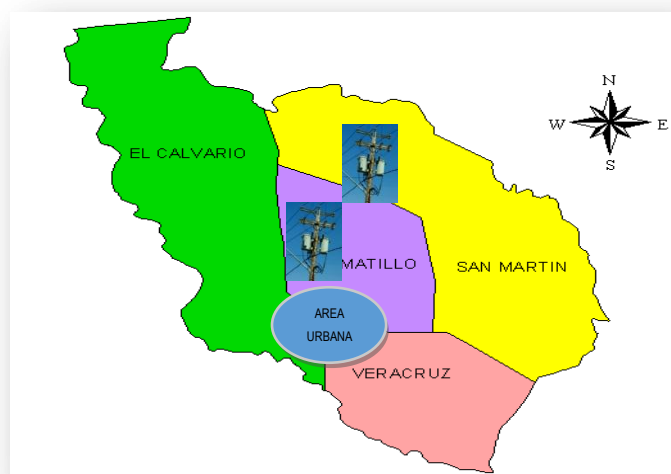 N
W E
S
EL CALVARIO
MATILLO
SAN MARTIN
AREA
URBANA
VERACRUZ